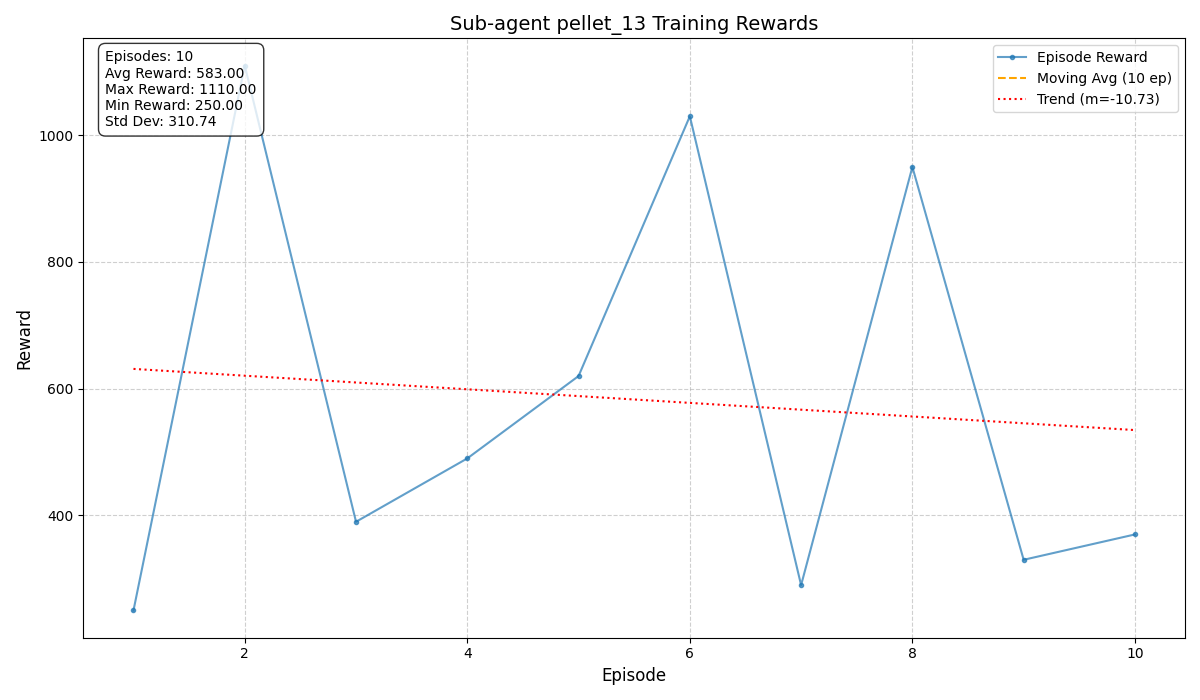 Sub-agent pellet_13 Training Rewards
Episodes: 10
Avg Reward: 583.00
Max Reward: 1110.00
Min Reward: 250.00
Std Dev: 310.74
Episode Reward
Moving Avg (10 ep)
Trend (m=-10.73)
1000
800
600
400
Reward
2
4
6
8
10
Episode